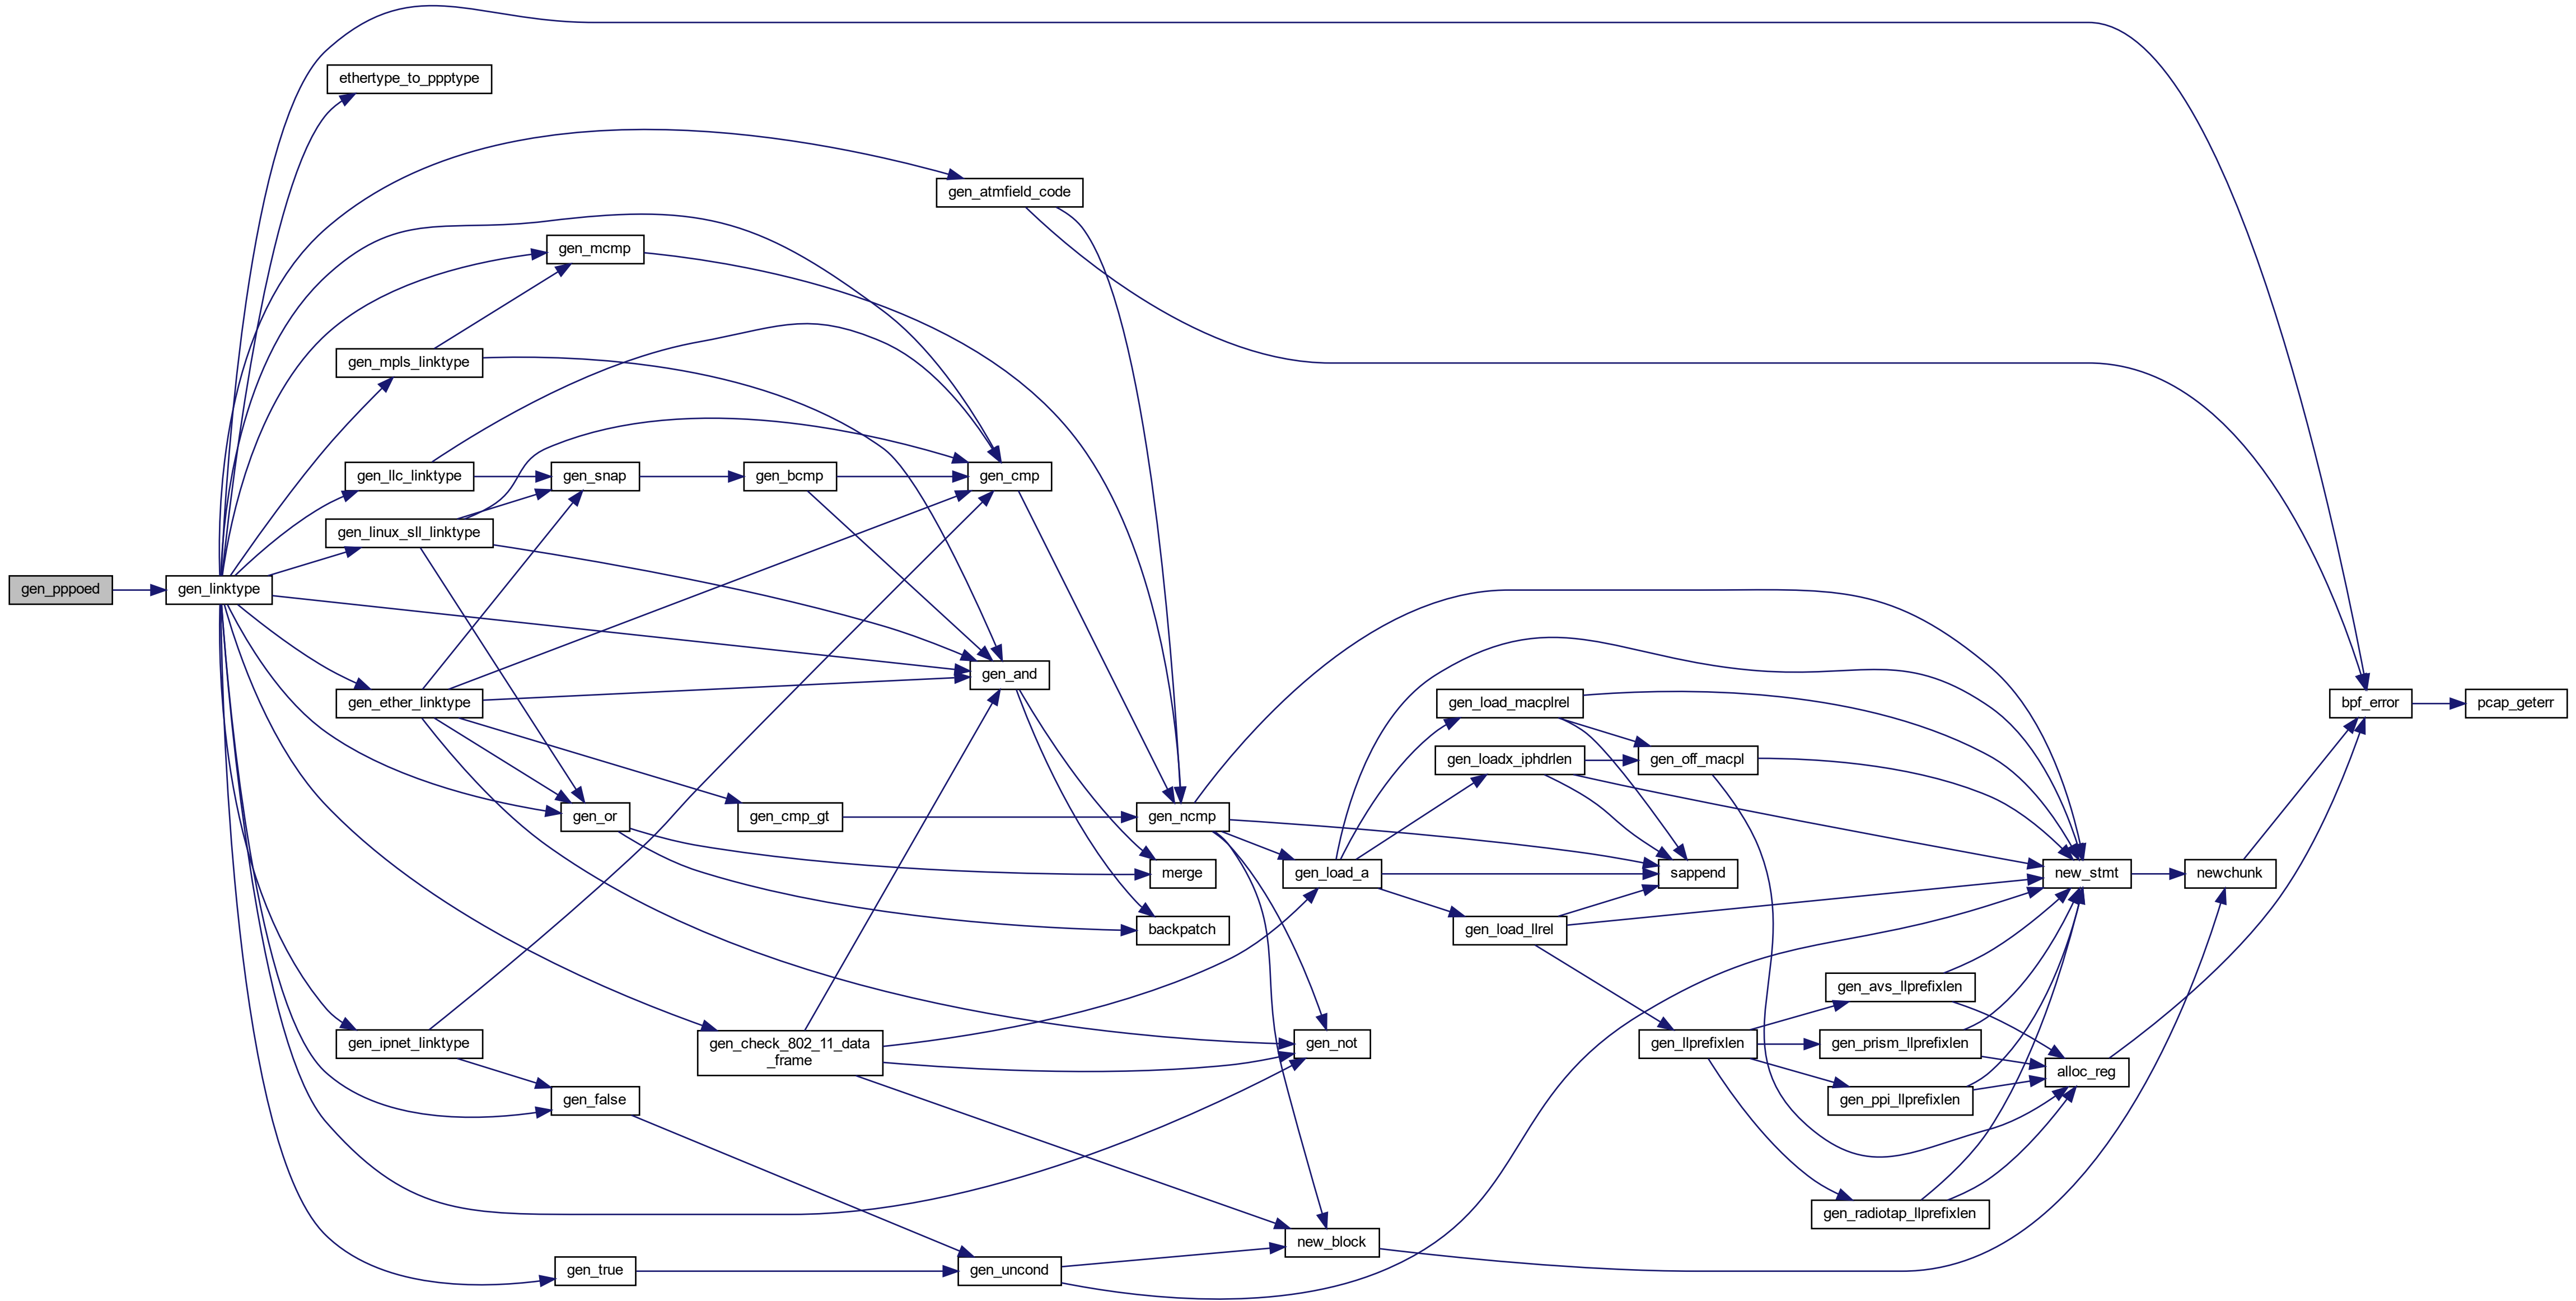 ethertype_to_ppptype
gen_atmfield_code
gen_mcmp
gen_mpls_linktype
gen_llc_linktype
gen_snap
gen_bcmp
gen_cmp
gen_linux_sll_linktype
gen_pppoed
gen_linktype
gen_and
gen_ether_linktype
gen_load_macplrel
bpf_error
pcap_geterr
gen_loadx_iphdrlen
gen_off_macpl
gen_or
gen_cmp_gt
gen_ncmp
merge
gen_load_a
sappend
new_stmt
newchunk
backpatch
gen_load_llrel
gen_avs_llprefixlen
gen_ipnet_linktype
gen_check_802_11_data
_frame
gen_not
gen_llprefixlen
gen_prism_llprefixlen
alloc_reg
gen_false
gen_ppi_llprefixlen
gen_radiotap_llprefixlen
new_block
gen_true
gen_uncond